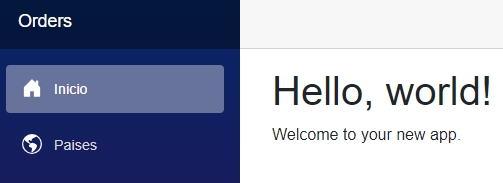 Orders
Inicio
Paises
Hello, world!
Welcome to your new app.